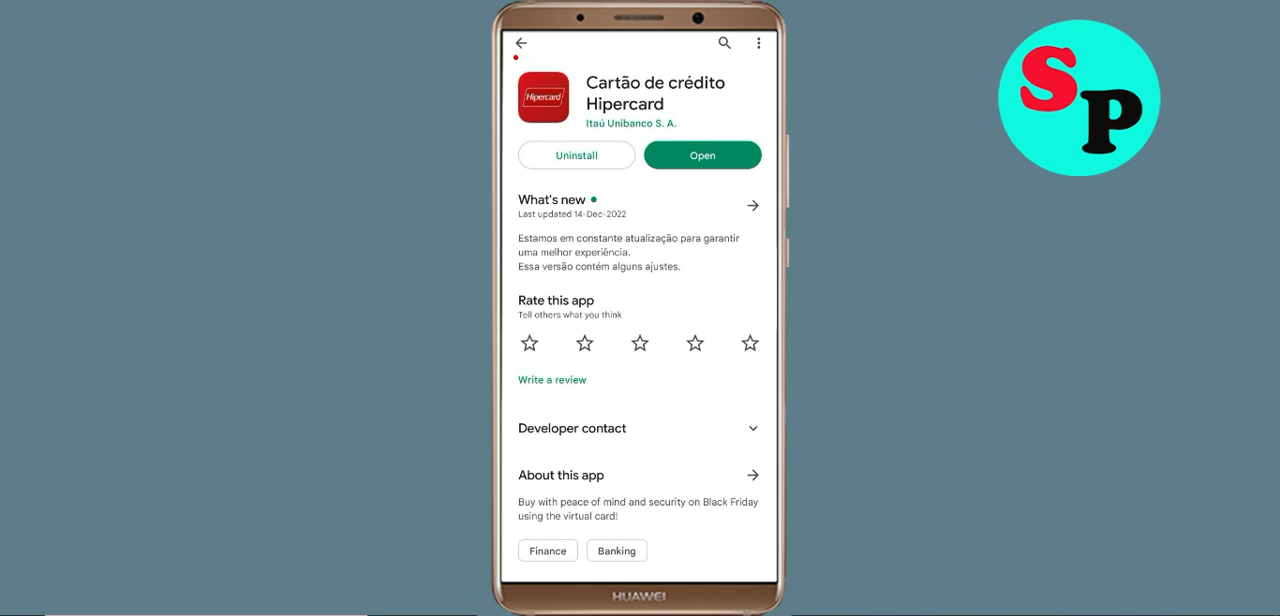 SP
Cartão de crédito
Hipercard
Hipercard
Itaú Unibanco S. A.
Uninstall
Open
What's new
Last updated 14-Dec-2022
Estamos em constante atualização para garantir
uma melhor experiência.
Essa versão contém alguns ajustes.
Rate this app
Tell others what you think
Write a review
Developer contact
About this app
Buy with peace of mind and security on Black Friday
using the virtual card!
Finance
Banking
HUAWEI